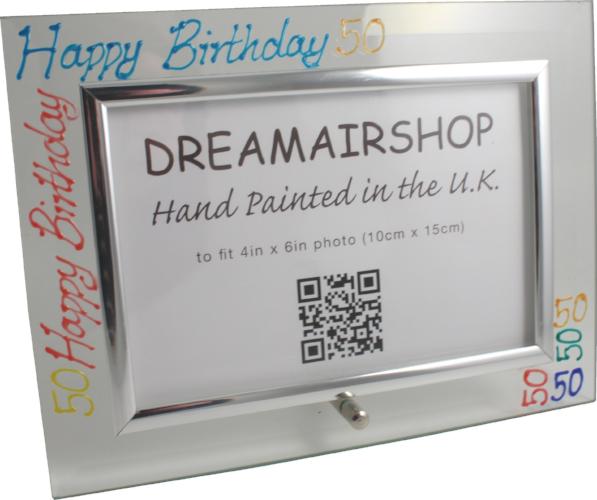 Happy Birthday 50
50 Happy Birthday
DREAMAIRSHOP
Hand Painted in the U.K.
to fit 4in x 6in photo (10cm x 15cm)
50
50
50 50